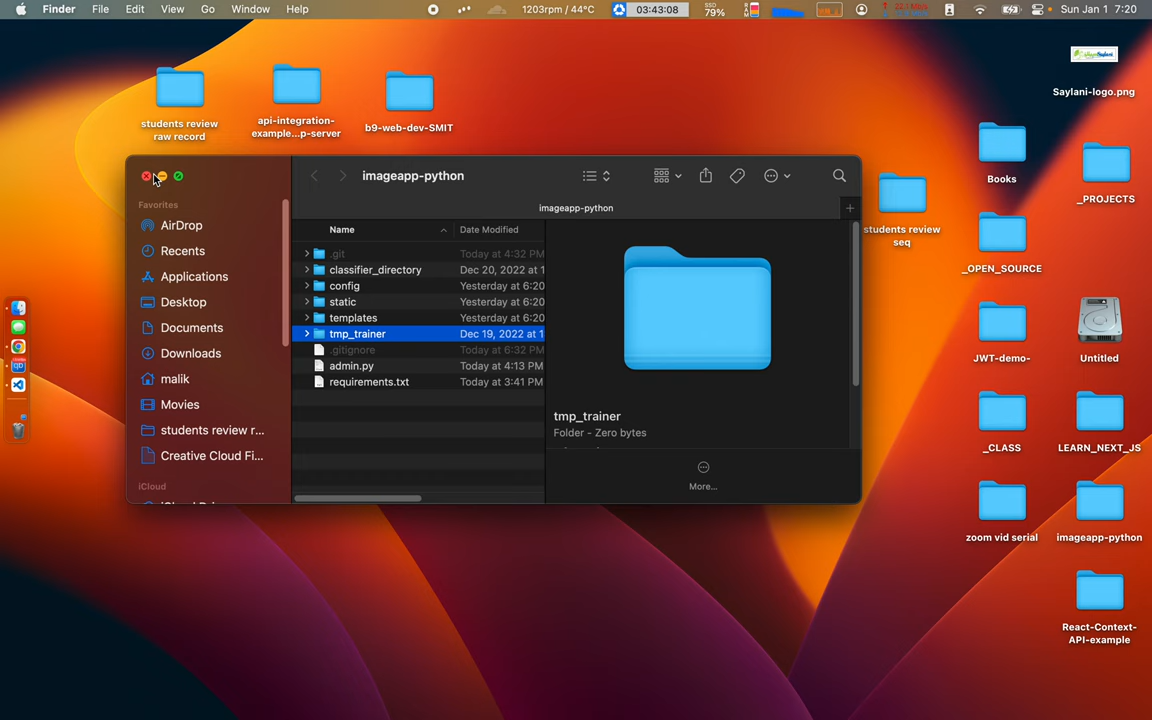 Finder File Edit View Go Window Help 1203rpm / 44°C 03:43:08 SSD 79% 22.1 Mb/s Sun Jan 1 7:20
Saylani-logo.png
students review
raw record
api-integration-
example...p-server
b9-web-dev-SMIT
Books
_PROJECTS
students review
seq
_OPEN_SOURCE
JWT-demo-
Untitled
_CLASS
LEARN_NEXT_JS
zoom vid serial
imageapp-python
React-Context-
API-example
imageapp-python
imageapp-python
Favorites
AirDrop
Recents
Applications
Desktop
Documents
Downloads
malik
Movies
students review r...
Creative Cloud Fi...
iCloud
Name Date Modified
.git Today at 4:32 PM
classifier_directory Dec 20, 2022 at 1
config Yesterday at 6:20
static Yesterday at 6:20
templates Yesterday at 6:20
tmp_trainer Dec 19, 2022 at 1
.gitignore Today at 6:32 PM
admin.py Today at 4:13 PM
requirements.txt Today at 3:41 PM
tmp_trainer
Folder - Zero bytes
More...